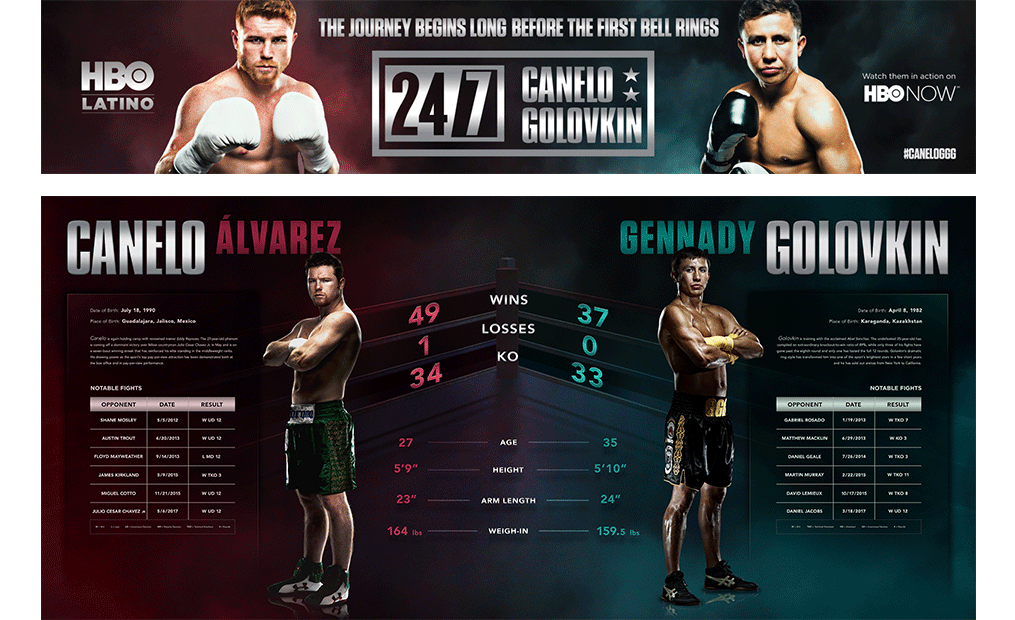 THE JOURNEY BEGINS LONG BEFORE THE FIRST BELL RINGS
HBO
LATINO
24/7
CANELO
GOLOVKIN
Watch them in action on
HBO NOW
#CANELOGGG
CANELO ÁLVAREZ
GENNADY GOLOVKIN
Date of Birth: July 18, 1990
Place of Birth: Guadalajara, Jalisco, Mexico
NOTABLE FIGHTS
OPPONENT DATE RESULT
SHANE MOSLEY 5/5/2012 W UD 12
AUSTIN TROUT 4/20/2013 W UD 12
FLOYD MAYWEATHER 9/14/2013 L MD 12
JAMES KIRKLAND 5/9/2015 W TKO 3
MIGUEL COTTO 11/21/2015 W UD 12
JULIO CESAR CHAVEZ Jr 5/6/2017 W UD 12
WINS
49 37
LOSSES
1 0
KO
34 33
27 AGE 35
5'9" HEIGHT 5'10"
23" ARM LENGTH 24"
164 lbs WEIGH-IN 159.5 lbs
Date of Birth: April 8, 1982
Place of Birth: Karaganda, Kazakhstan
NOTABLE FIGHTS
OPPONENT DATE RESULT
GABRIEL ROSADO 1/19/2013 W TKO 7
MATTHEW MACKLIN 6/29/2013 W KO 3
DANIEL GEALE 7/26/2014 W TKO 3
MARTIN MURRAY 2/22/2015 W TKO 11
DAVID LEMIEUX 10/17/2015 W TKO 8
DANIEL JACOBS 3/18/2017 W UD 12
GGG